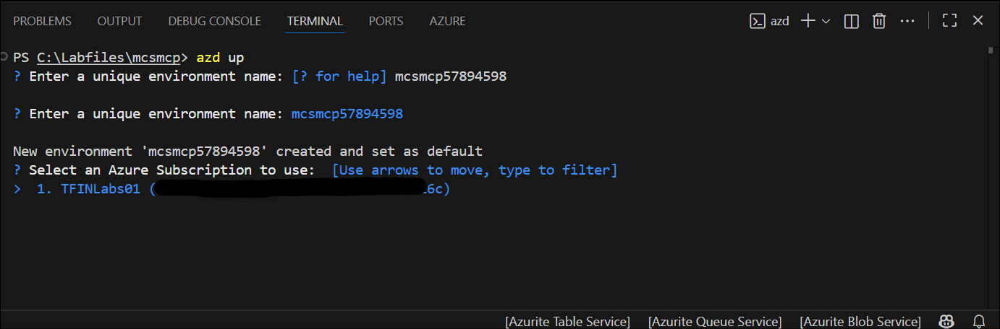 PROBLEMS OUTPUT DEBUG CONSOLE TERMINAL PORTS AZURE azd
PS C:\Labfiles\mcsmcp> azd up
? Enter a unique environment name: [? for help] mcsmcp57894598
? Enter a unique environment name: mcsmcp57894598
New environment 'mcsmcp57894598' created and set as default
? Select an Azure Subscription to use: [Use arrows to move, type to filter]
> 1. TFINLabs01 ( 6c)
[Azurite Table Service] [Azurite Queue Service] [Azurite Blob Service]